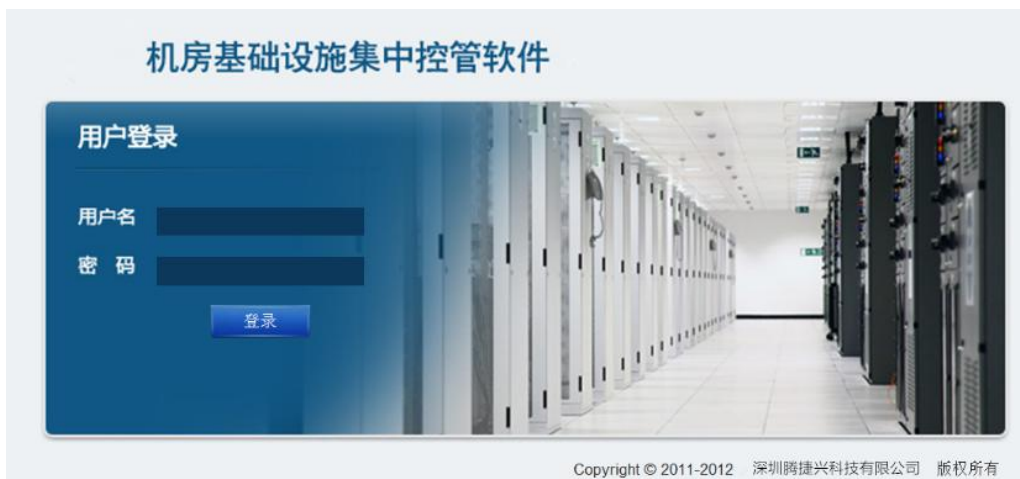 机房基础设施集中控管软件
用户登录
用户名
密 码
登录
Copyright © 2011-2012 深圳腾捷兴科技有限公司 版权所有